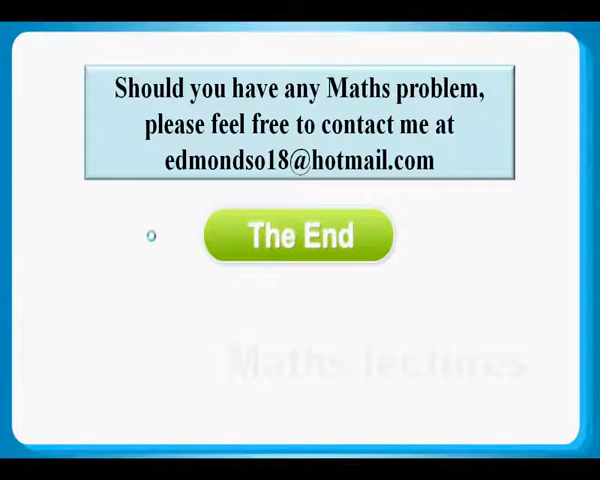 Should you have any Maths problem,
please feel free to contact me at
edmondso18@hotmail.com
The End
Maths lectures